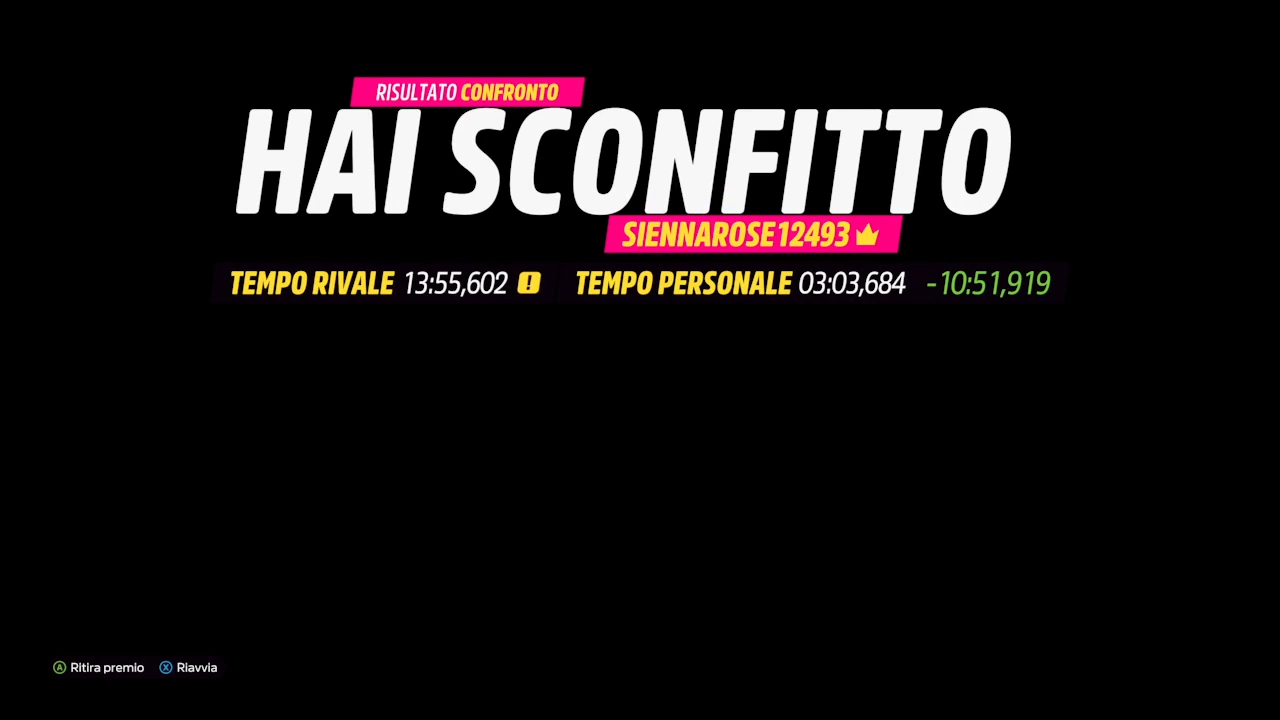 RISULTATO CONFRONTO
HAI SCONFITTO
SIENNAROSE12493
TEMPO RIVALE 13:55,602 ! TEMPO PERSONALE 03:03,684 -10:51,919
A Ritira premio X Riavvia